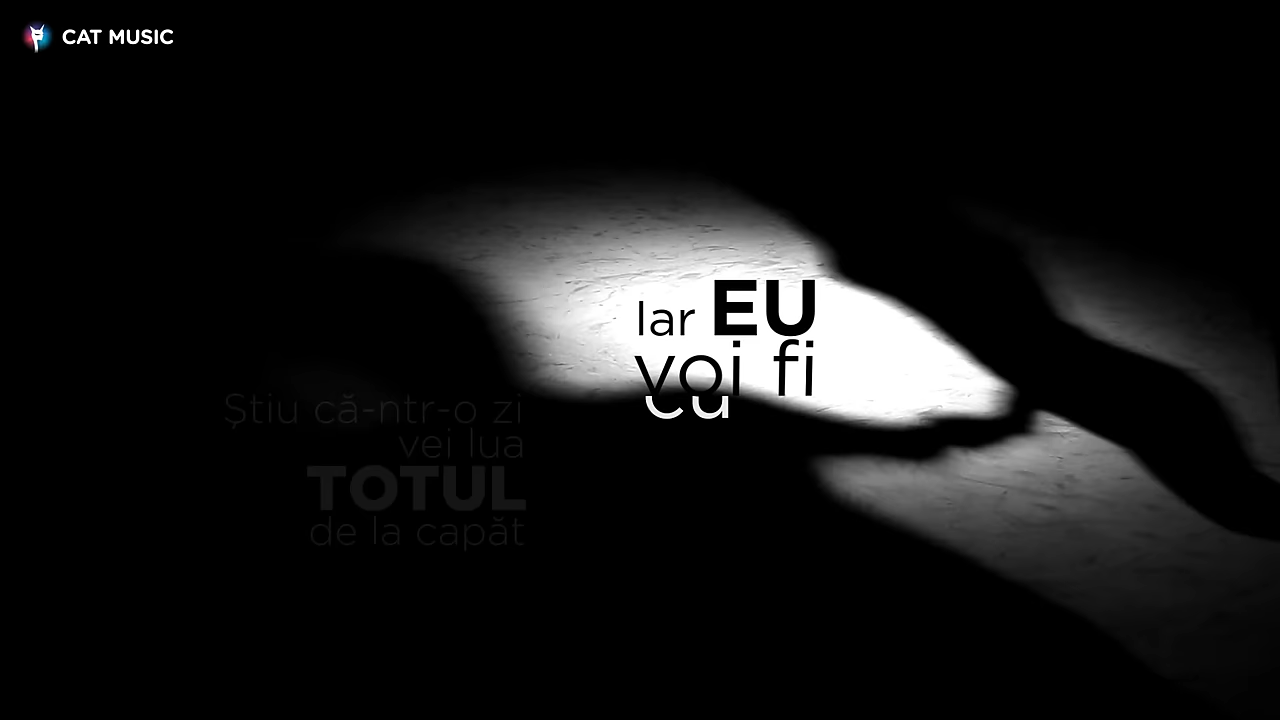 CAT MUSIC
Știu că-ntr-o zi
vei lua
TOTUL
de la capăt
Iar EU
voi fi
cu